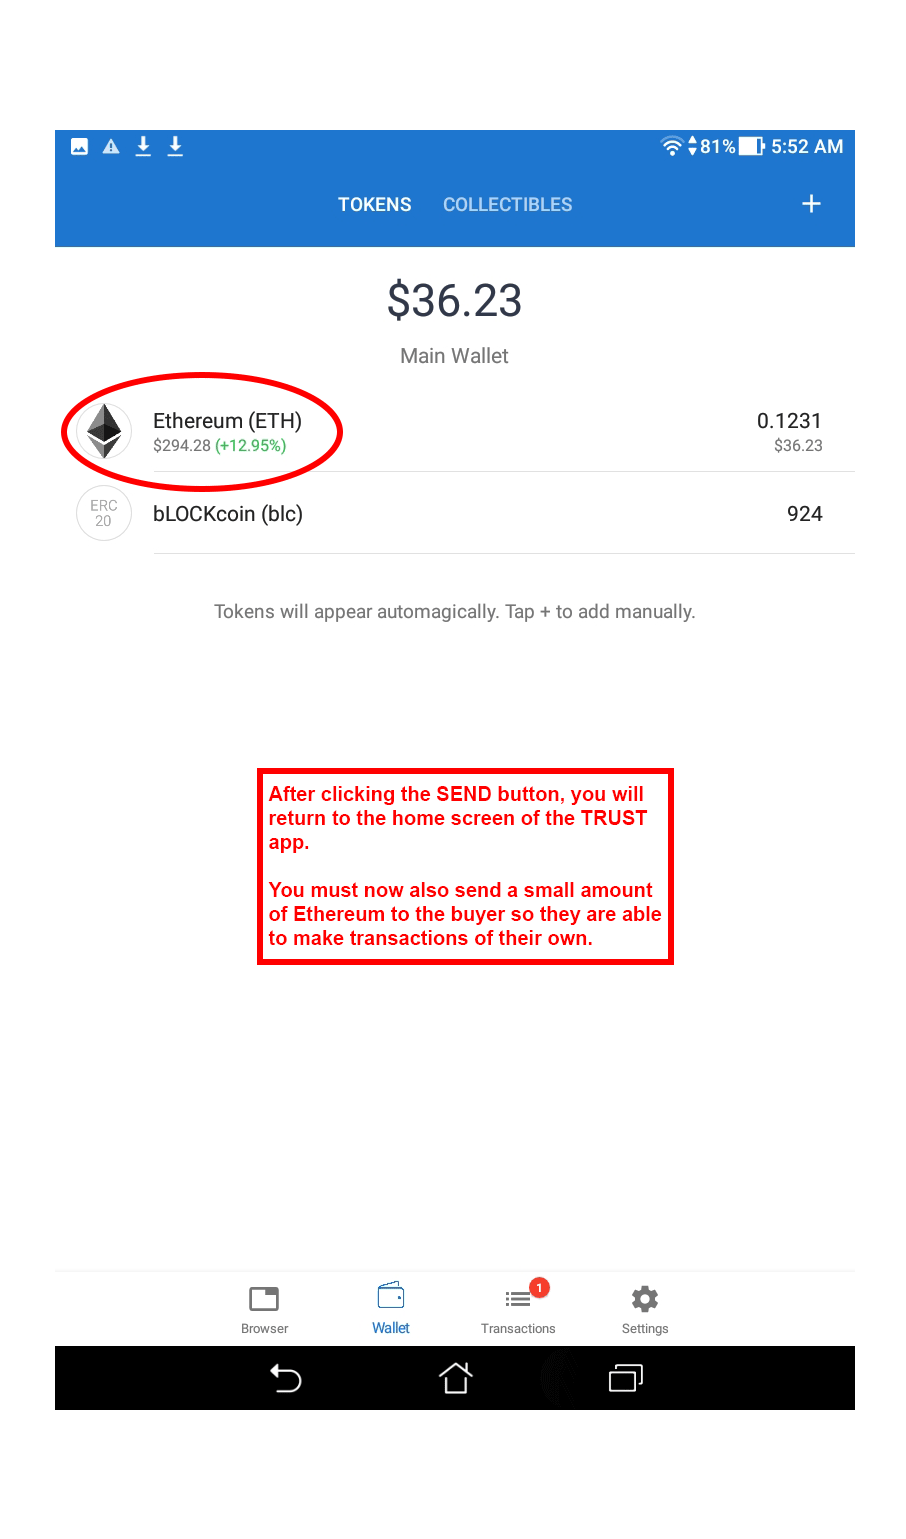 81% 5:52 AM
TOKENS COLLECTIBLES +
$36.23
Main Wallet
Ethereum (ETH) 0.1231
$294.28 (+12.95%) $36.23
ERC
20
bLOCKcoin (blc) 924
Tokens will appear automagically. Tap + to add manually.
After clicking the SEND button, you will
return to the home screen of the TRUST
app.
You must now also send a small amount
of Ethereum to the buyer so they are able
to make transactions of their own.
1
Browser Wallet Transactions Settings